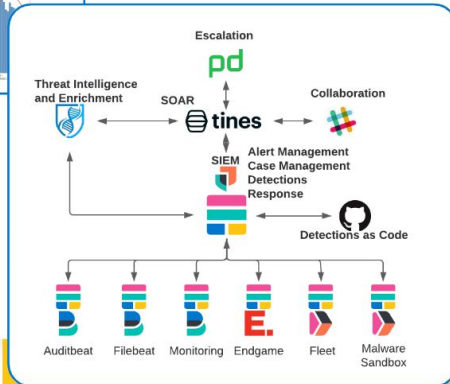 Escalation
pd
Threat Intelligence
and Enrichment
SOAR
tines
Collaboration
SIEM
Alert Management
Case Management
Detections
Response
Detections as Code
E.
Auditbeat
Filebeat
Monitoring
Endgame
Fleet
Malware
Sandbox